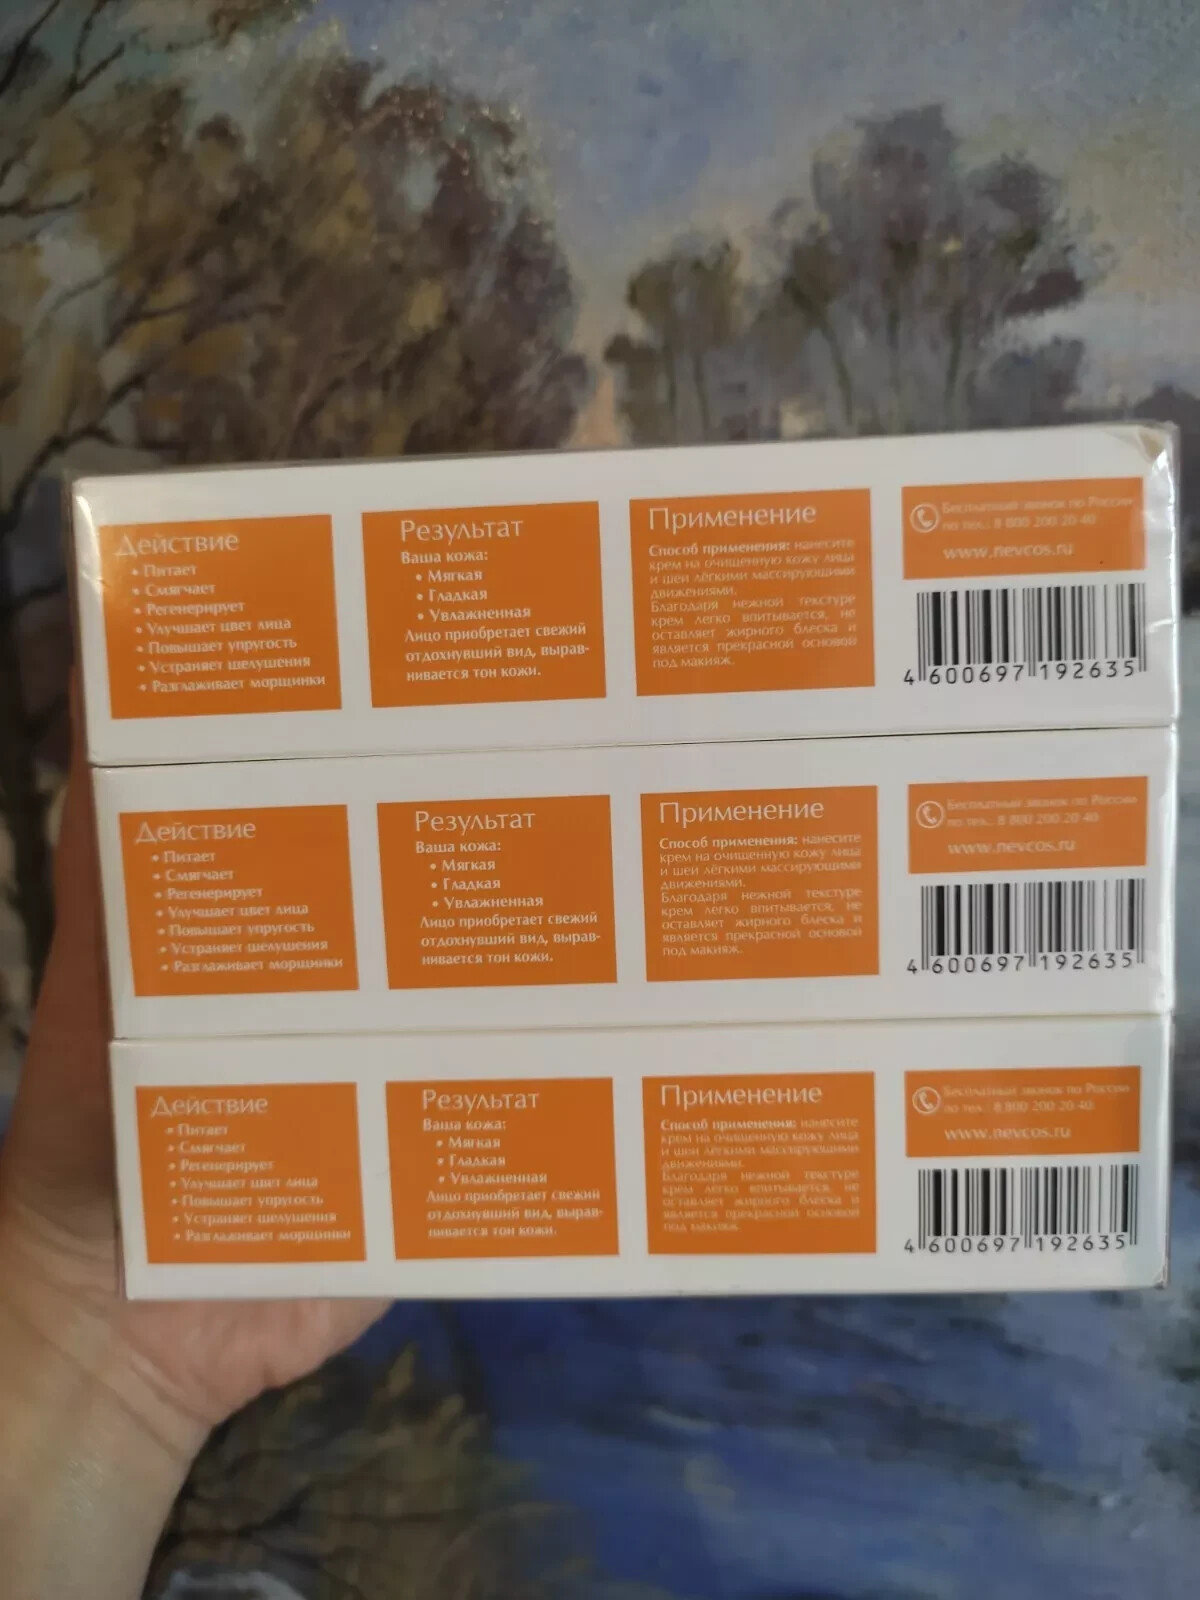 Действие
• Питает
• Смягчает
• Регенерирует
• Улучшает цвет лица
• Повышает упругость
• Устраняет шелушения
• Разглаживает морщинки
Результат
Ваша кожа:
• Мягкая
• Гладкая
• Увлажненная
Лицо приобретает свежий
отдохнувший вид, вырав-
нивается тон кожи.
Применение
Способ применения: нанесите
крем на очищенную кожу лица
и шеи лёгкими массирующими
движениями.
Благодаря нежной текстуре
крем легко впитывается, не
оставляет жирного блеска и
является прекрасной основой
под макияж.
Бесплатный звонок по России
по тел.: 8 800 200 20 40
www.nevcos.ru
4 600697 192635
Действие
• Питает
• Смягчает
• Регенерирует
• Улучшает цвет лица
• Повышает упругость
• Устраняет шелушения
• Разглаживает морщинки
Результат
Ваша кожа:
• Мягкая
• Гладкая
• Увлажненная
Лицо приобретает свежий
отдохнувший вид, вырав-
нивается тон кожи.
Применение
Способ применения: нанесите
крем на очищенную кожу лица
и шеи лёгкими массирующими
движениями.
Благодаря нежной текстуре
крем легко впитывается, не
оставляет жирного блеска и
является прекрасной основой
под макияж.
Бесплатный звонок по России
по тел.: 8 800 200 20 40
www.nevcos.ru
4 600697 192635
Действие
• Питает
• Смягчает
• Регенерирует
• Улучшает цвет лица
• Повышает упругость
• Устраняет шелушения
• Разглаживает морщинки
Результат
Ваша кожа:
• Мягкая
• Гладкая
• Увлажненная
Лицо приобретает свежий
отдохнувший вид, вырав-
нивается тон кожи.
Применение
Способ применения: нанесите
крем на очищенную кожу лица
и шеи лёгкими массирующими
движениями.
Благодаря нежной текстуре
крем легко впитывается, не
оставляет жирного блеска и
является прекрасной основой
под макияж.
Бесплатный звонок по России
по тел.: 8 800 200 20 40
www.nevcos.ru
4 600697 192635